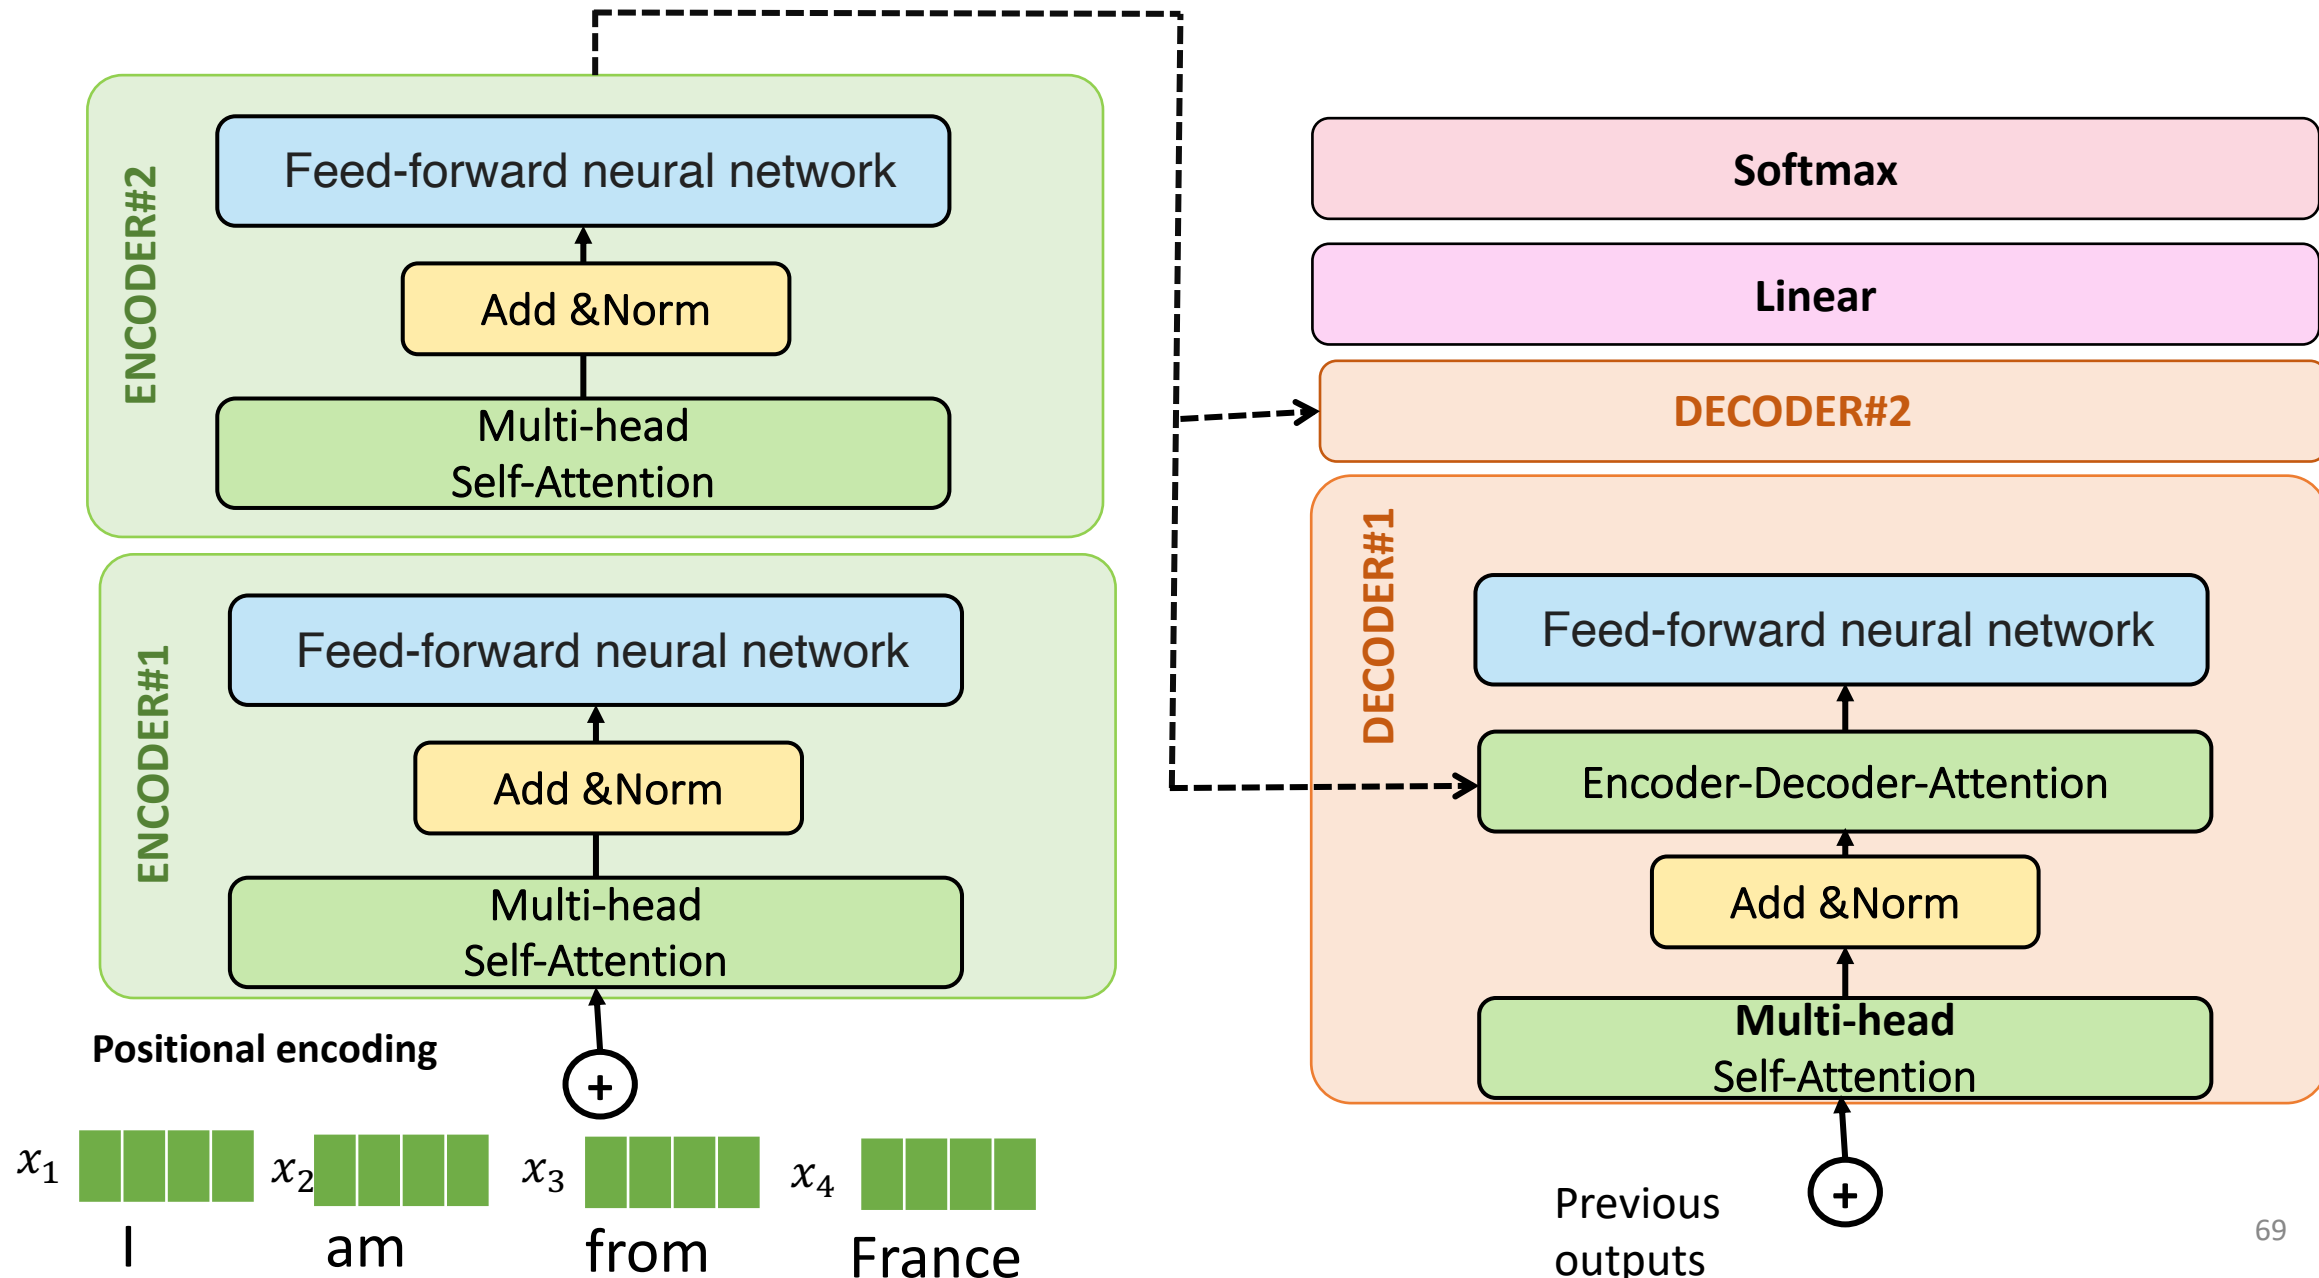 ENCODER#2
Feed-forward neural network
Add &Norm
Multi-head
Self-Attention
ENCODER#1
Feed-forward neural network
Add &Norm
Multi-head
Self-Attention
Positional encoding
+
x₁
x₂
x₃
x₄
I
am
from
France
Softmax
Linear
DECODER#2
DECODER#1
Feed-forward neural network
Encoder-Decoder-Attention
Add &Norm
Multi-head
Self-Attention
+
Previous
outputs
69